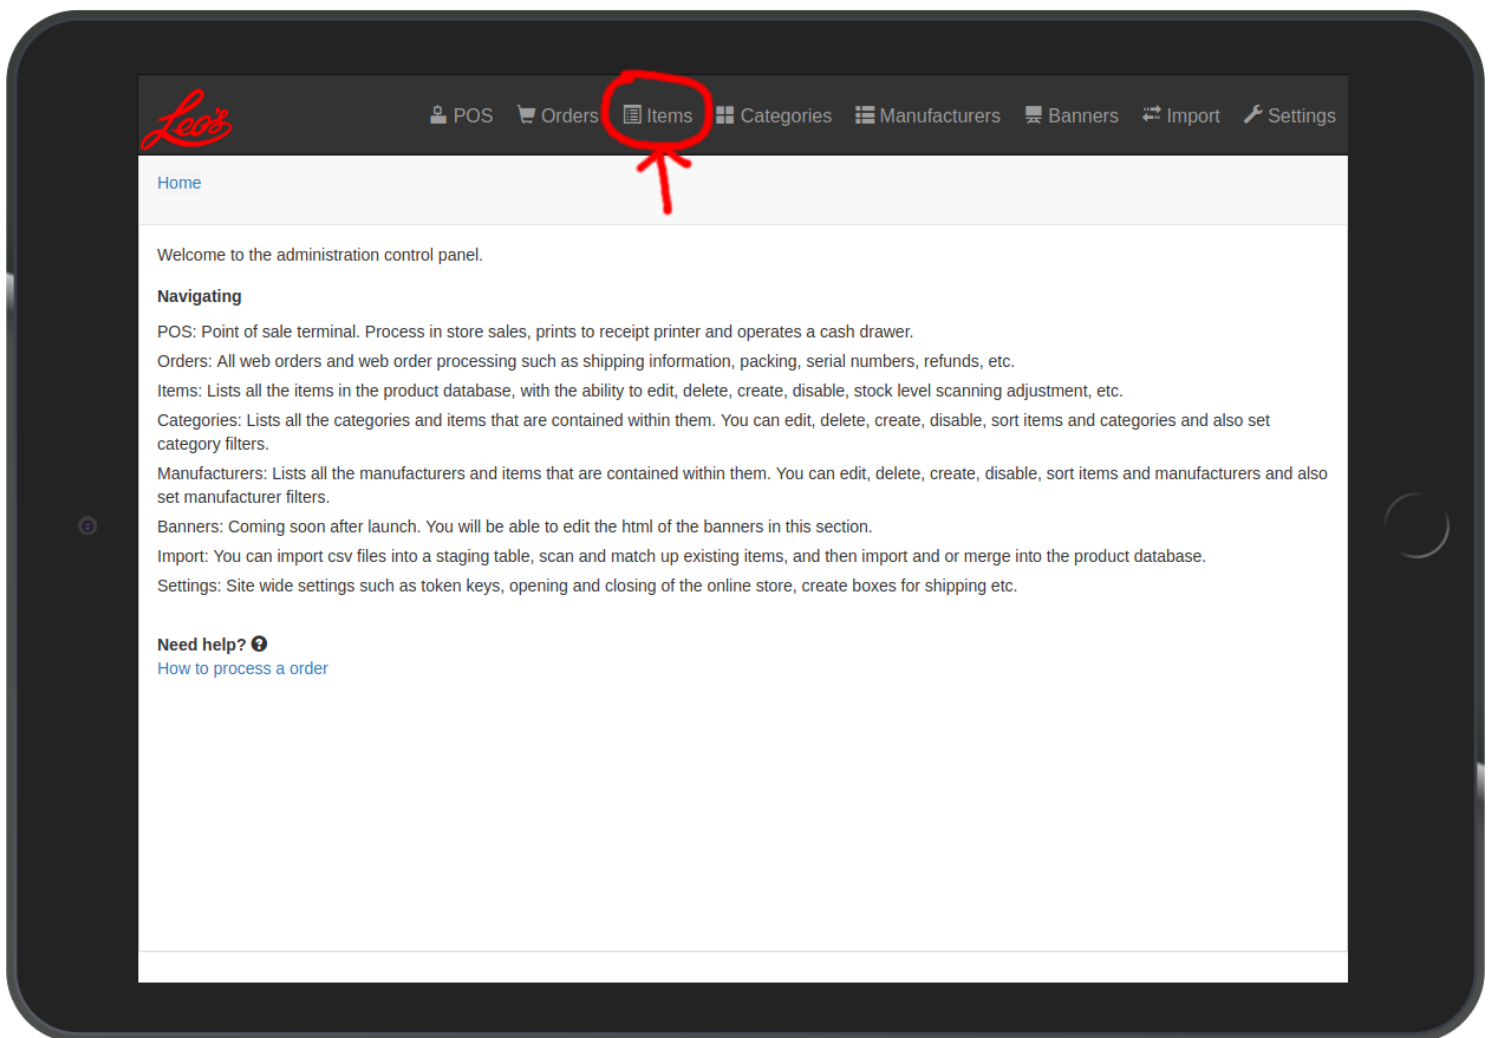 Leo's
POS Orders Items Categories Manufacturers Banners Import Settings
Home
Welcome to the administration control panel.
Navigating
POS: Point of sale terminal. Process in store sales, prints to receipt printer and operates a cash drawer.
Orders: All web orders and web order processing such as shipping information, packing, serial numbers, refunds, etc.
Items: Lists all the items in the product database, with the ability to edit, delete, create, disable, stock level scanning adjustment, etc.
Categories: Lists all the categories and items that are contained within them. You can edit, delete, create, disable, sort items and categories and also set
category filters.
Manufacturers: Lists all the manufacturers and items that are contained within them. You can edit, delete, create, disable, sort items and manufacturers and also
set manufacturer filters.
Banners: Coming soon after launch. You will be able to edit the html of the banners in this section.
Import: You can import csv files into a staging table, scan and match up existing items, and then import and or merge into the product database.
Settings: Site wide settings such as token keys, opening and closing of the online store, create boxes for shipping etc.
Need help?
How to process a order